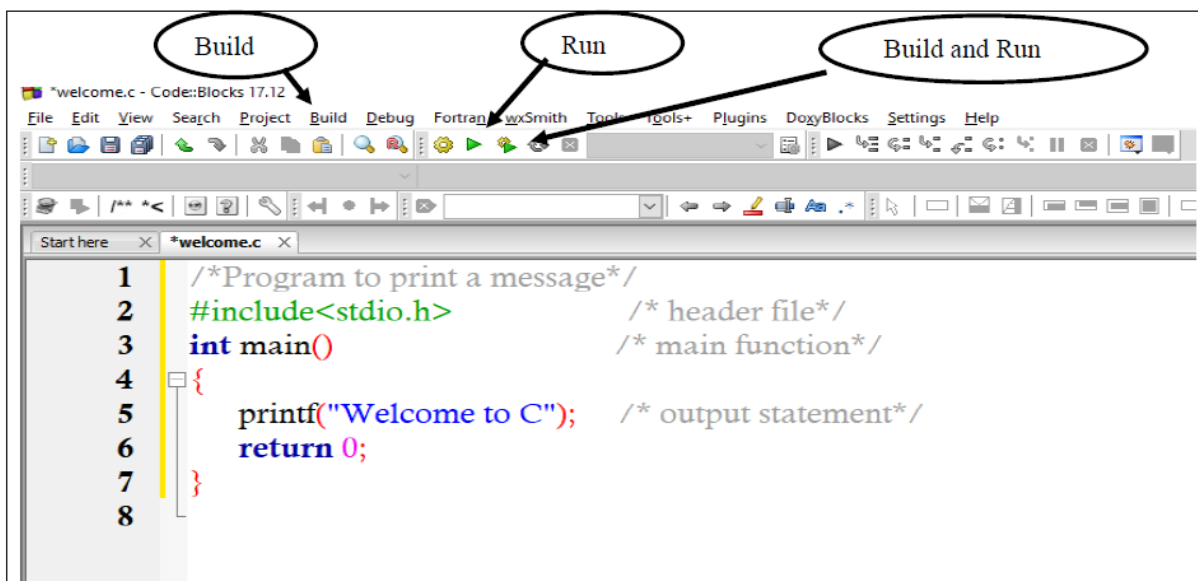 Build Run Build and Run
*welcome.c - Code::Blocks 17.12
File Edit View Search Project Build Debug Fortran wxSmith Tools Tools+ Plugins DoxyBlocks Settings Help
/** *<
Start here *welcome.c
1 /*Program to print a message*/
2 #include<stdio.h> /* header file*/
3 int main() /* main function*/
4 {
5 printf("Welcome to C"); /* output statement*/
6 return 0;
7 }
8